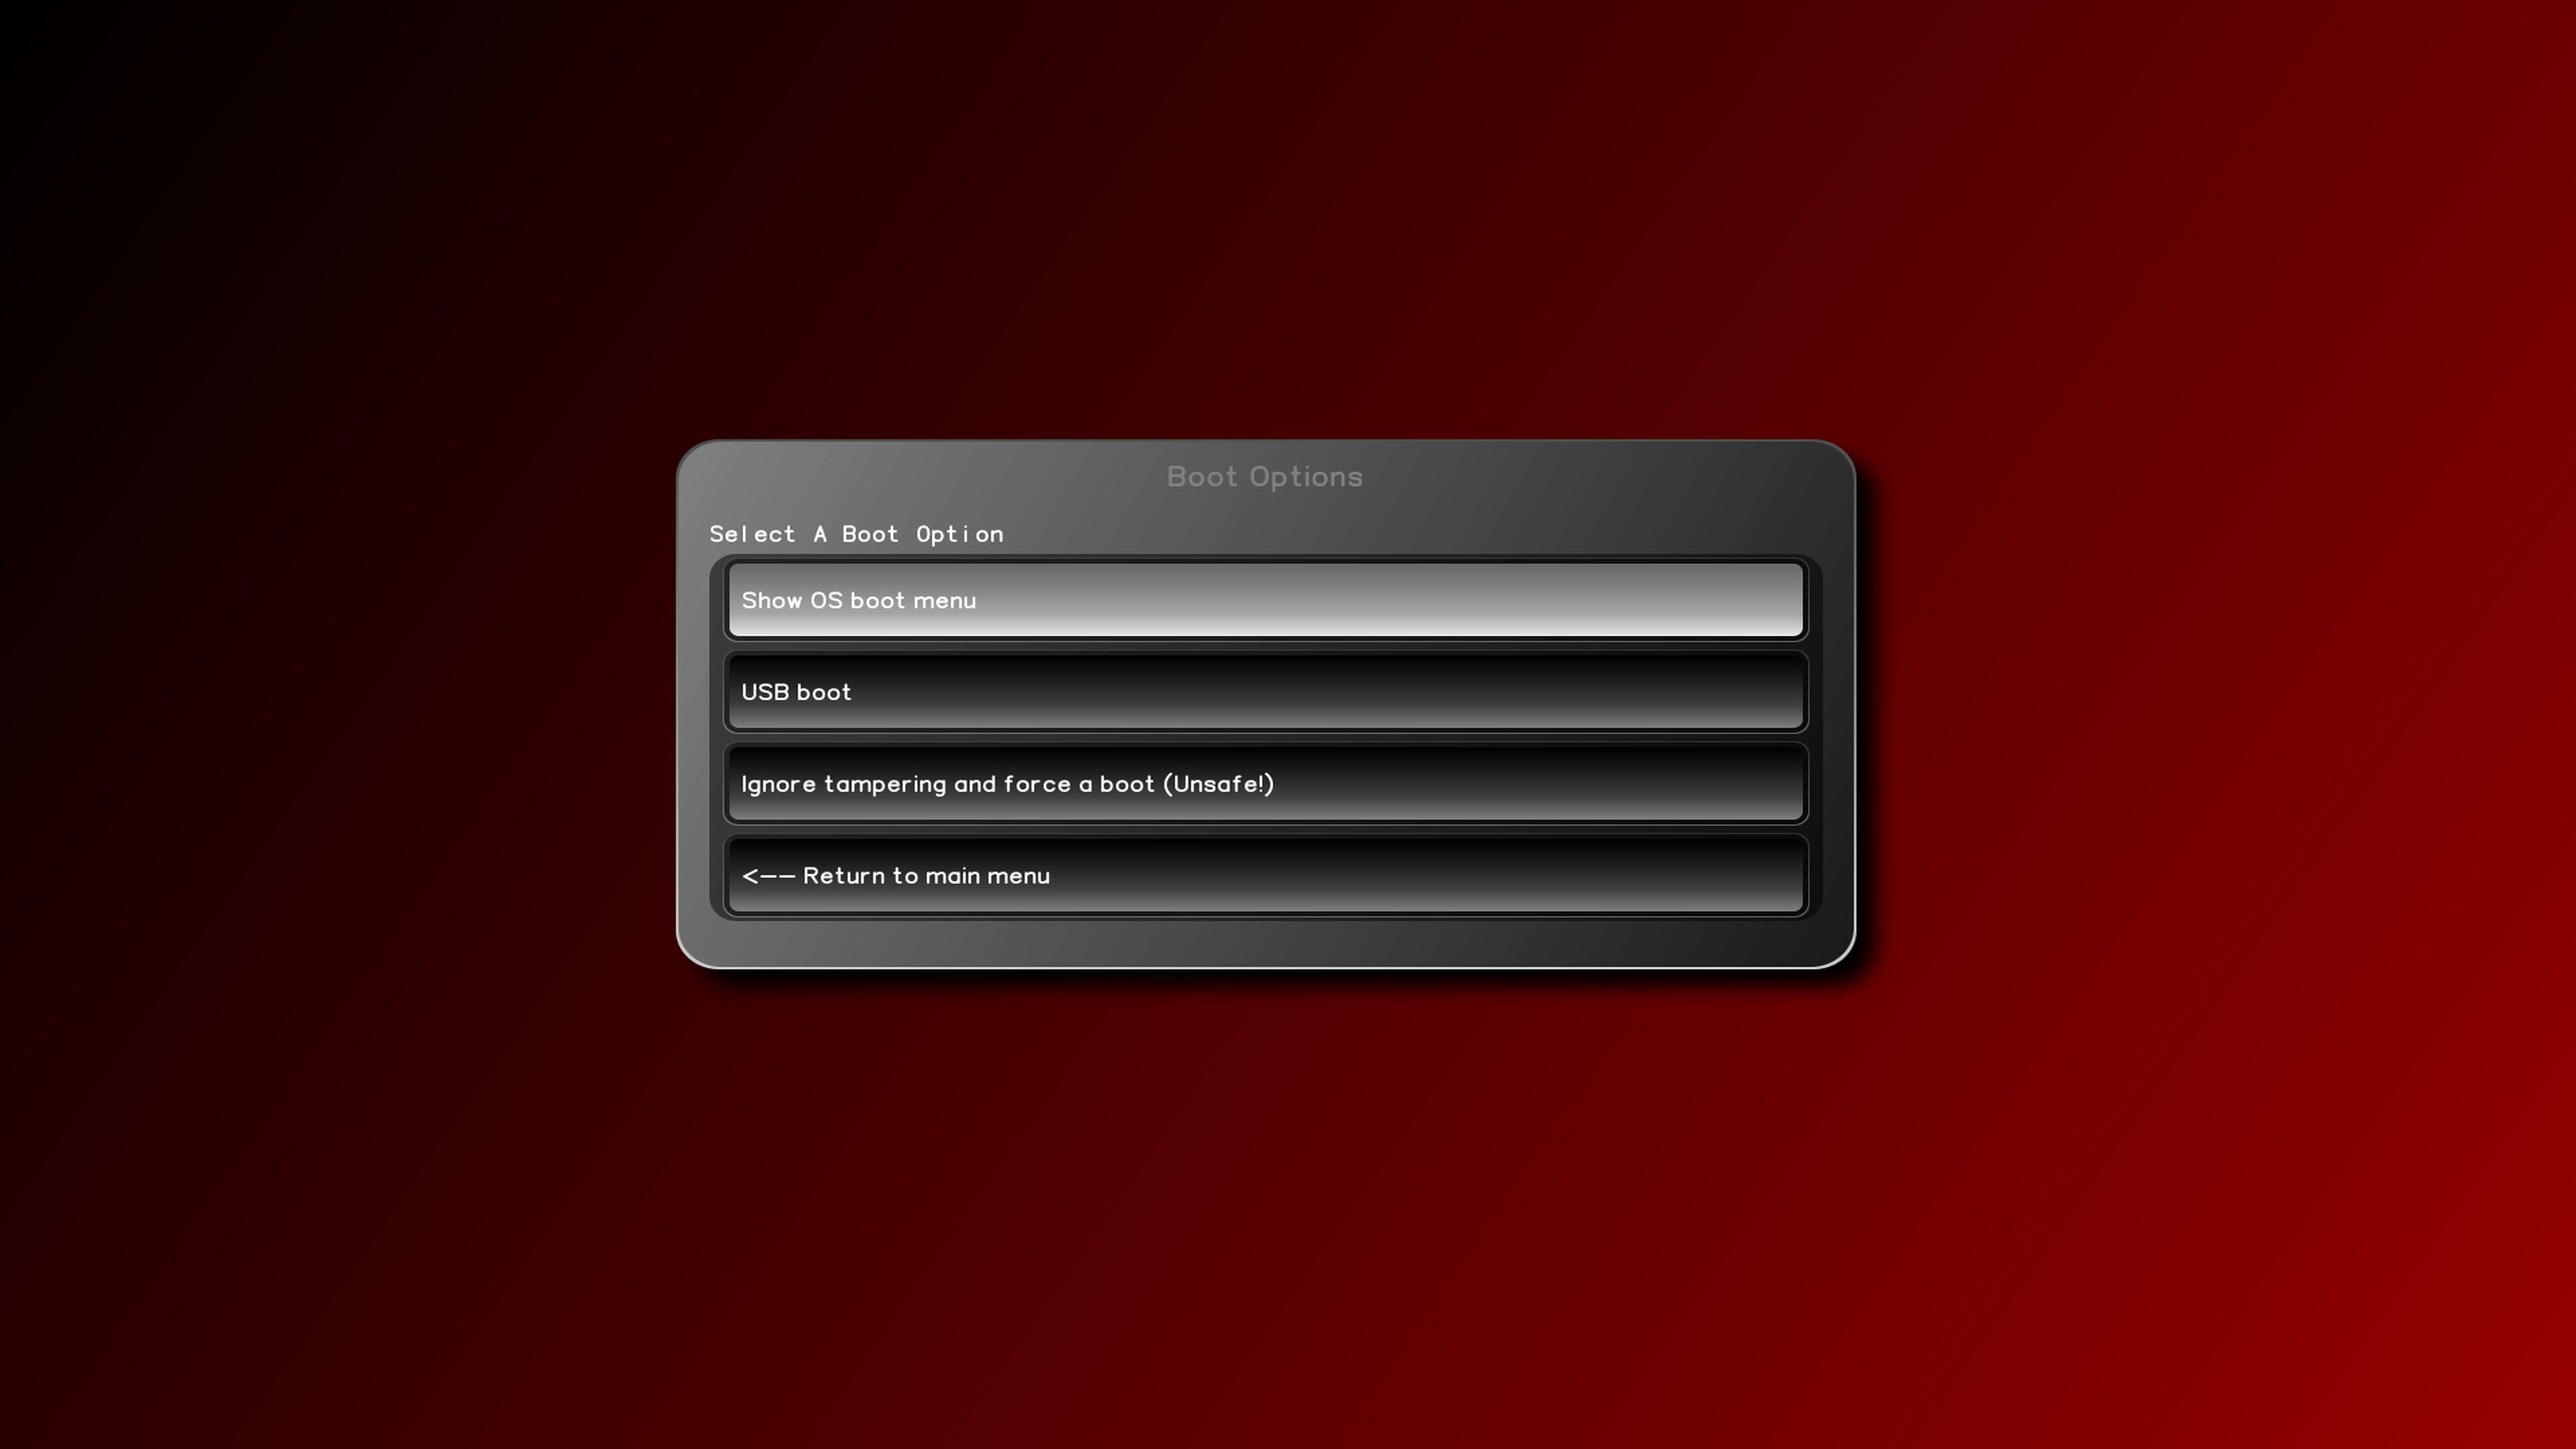 Boot Options
Select A Boot Option
Show OS boot menu
USB boot
Ignore tampering and force a boot (Unsafe!)
<-- Return to main menu